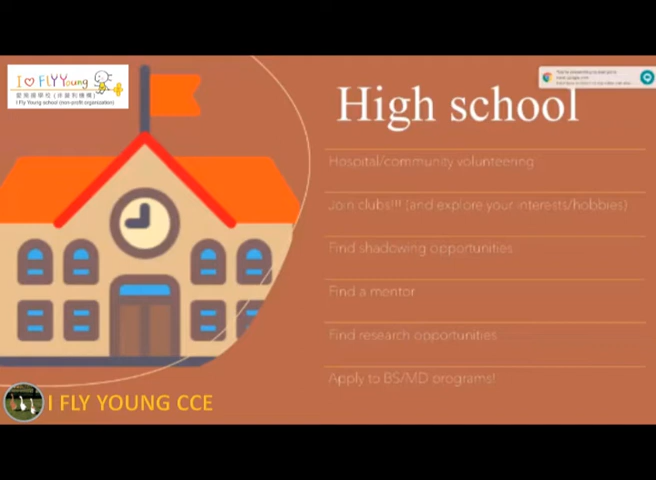 I ♥ FLY Young
I Fly Young school (non-profit organization)
High school
Hospital/community volunteering
Join clubs!!! (and explore your interests/hobbies)
Find shadowing opportunities
Find a mentor
Find research opportunities
Apply to BS/MD programs!
I FLY YOUNG CCE